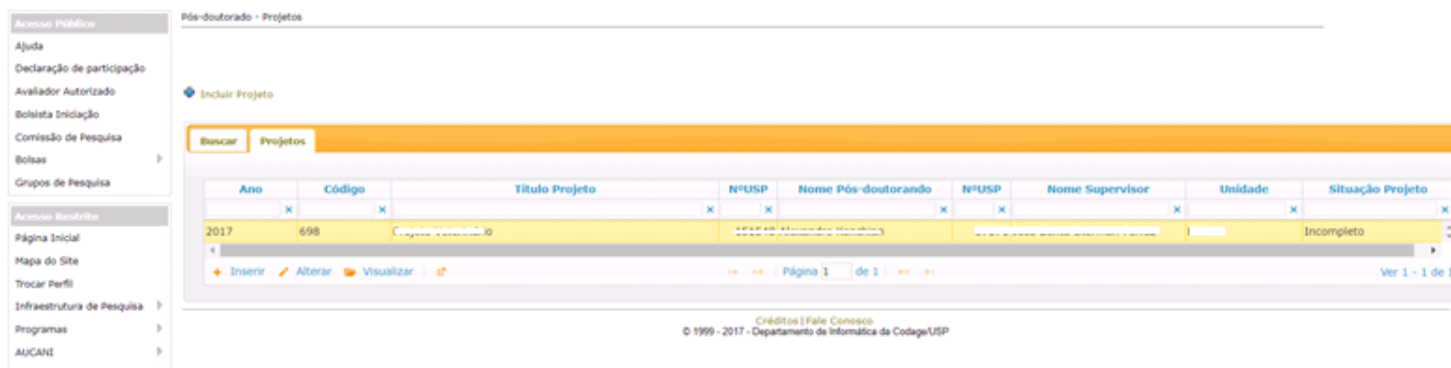 Acesso Público
Ajuda
Declaração de participação
Avaliador Autorizado
Bolsista Iniciação
Comissão de Pesquisa
Bolsas
Grupos de Pesquisa
Acesso Restrito
Página Inicial
Mapa do Site
Trocar Perfil
Infraestrutura de Pesquisa
Programas
AUCANI
Pós-doutorado - Projetos
Incluir Projeto
Buscar Projetos
Ano Código Título Projeto NºUSP Nome Pós-doutorando NºUSP Nome Supervisor Unidade Situação Projeto
2017 698 Incompleto
Inserir Alterar Visualizar Página 1 de 1 Ver 1 - 1 de 1
Créditos | Fale Conosco
© 1999 - 2017 - Departamento de Informática da Codage/USP